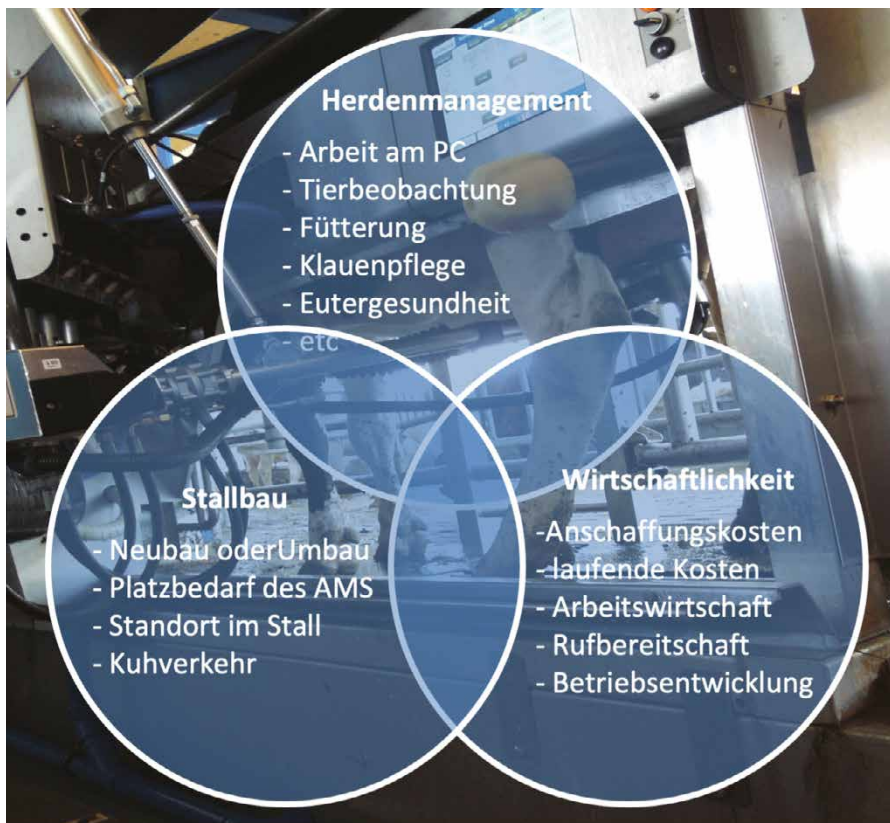 Herdenmanagement
- Arbeit am PC
- Tierbeobachtung
- Fütterung
- Klauenpflege
- Eutergesundheit
- etc
Stallbau
- Neubau oderUmbau
- Platzbedarf des AMS
- Standort im Stall
- Kuhverkehr
Wirtschaftlichkeit
-Anschaffungskosten
- laufende Kosten
- Arbeitswirtschaft
- Rufbereitschaft
- Betriebsentwicklung